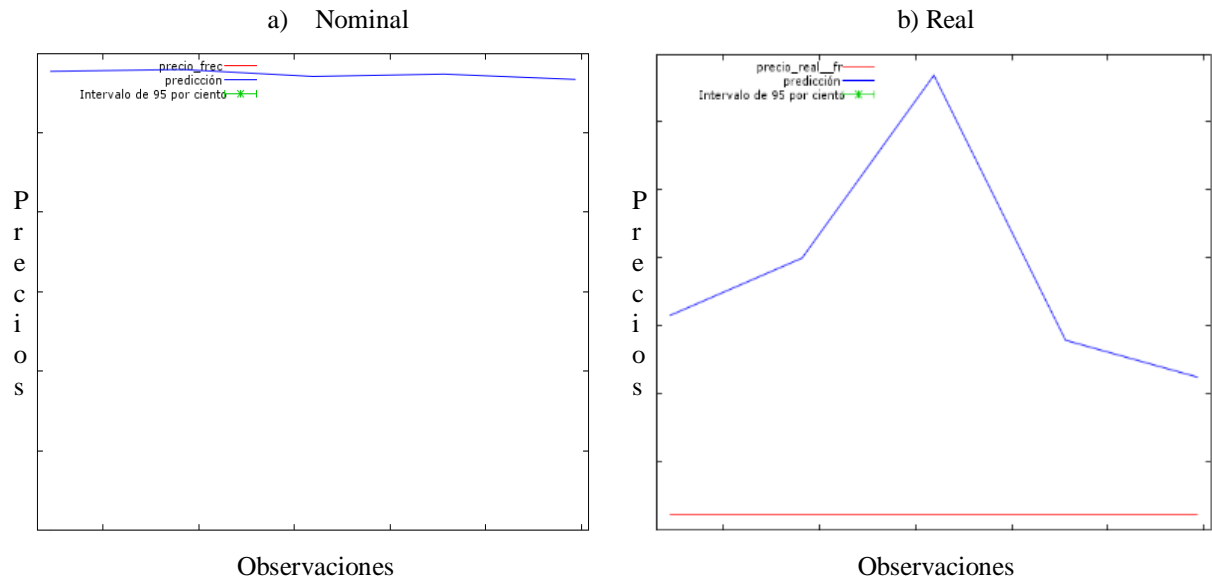 a) Nominal
precio_frec
predicción
Intervalo de 95 por ciento
P
r
e
c
i
o
s
Observaciones
b) Real
precio_real__fr
predicción
Intervalo de 95 por ciento
P
r
e
c
i
o
s
Observaciones